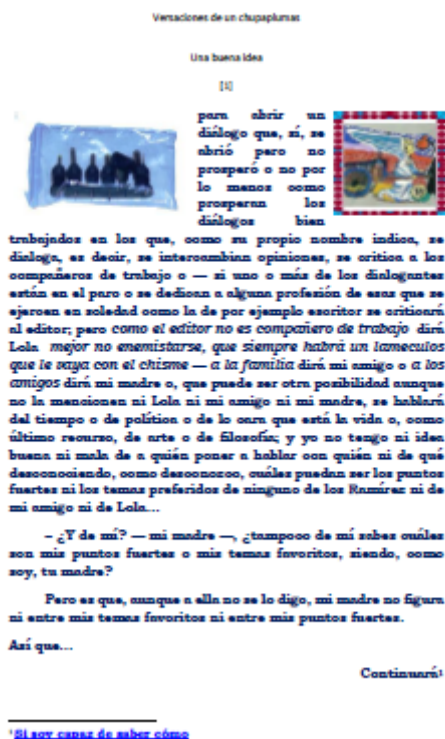 Versaciones de un chupaplumas
Una buena idea
[1]
para abrir un
diálogo que, sí, se
abrió pero no
prosperó o no por
lo menos como
prosperan los
diálogos bien
trabajados en los que, como su propio nombre indica, se
dialoga, es decir, se intercambian opiniones, se critica a los
compañeros de trabajo o — si uno o más de los dialogantes
están en el paro o se dedican a alguna profesión de esas que se
ejercen en soledad como la de por ejemplo escritor se criticará
al editor; pero como el editor no es compañero de trabajo dirá
Lola mejor no enemistarse, que siempre habrá un lameculos
que le vaya con el chisme — a la familia dirá mi amigo o a los
amigos dirá mi madre o, que puede ser otra posibilidad aunque
no la mencionen ni Lola ni mi amigo ni mi madre, se hablará
del tiempo o de política o de lo cara que está la vida o, como
último recurso, de arte o de filosofía; y yo no tengo ni idea
buena ni mala de a quién poner a hablar con quién ni de qué
desconociendo, como desconozco, cuáles puedan ser los puntos
fuertes ni los temas preferidos de ninguno de los Ramírez ni de
mi amigo ni de Lola...
– ¿Y de mí? — mi madre —, ¿tampoco de mí sabes cuáles
son mis puntos fuertes o mis temas favoritos, siendo, como
soy, tu madre?
Pero es que, aunque a ella no se lo digo, mi madre no figura
ni entre mis temas favoritos ni entre mis puntos fuertes.
Así que...
Continuará¹
¹ Si soy capaz de saber cómo